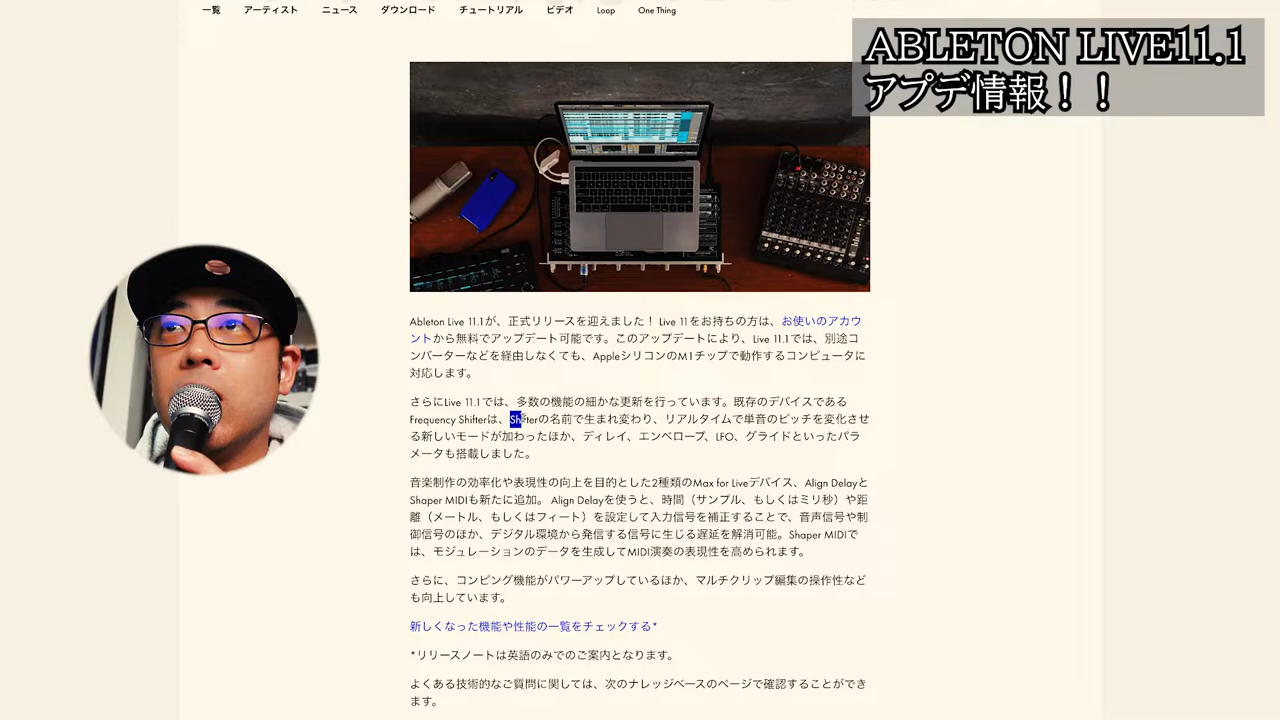 一覧 アーティスト ニュース ダウンロード チュートリアル ビデオ Loop One Thing
ABLETON LIVE11.1
アプデ情報！！
Ableton Live 11.1が、正式リリースを迎えました！ Live 11をお持ちの方は、お使いのアカウ
ントから無料でアップデート可能です。このアップデートにより、Live 11.1では、別途コ
ンバーターなどを経由しなくても、AppleシリコンのM1チップで動作するコンピュータに
対応します。
さらにLive 11.1では、多数の機能の細かな更新を行っています。既存のデバイスである
Frequency Shifterは、Shifterの名前で生まれ変わり、リアルタイムで単音のピッチを変化させ
る新しいモードが加わったほか、ディレイ、エンベロープ、LFO、グライドといったパラ
メータも搭載しました。
音楽制作の効率化や表現性の向上を目的とした2種類のMax for Liveデバイス、Align Delayと
Shaper MIDIも新たに追加。 Align Delayを使うと、時間（サンプル、もしくはミリ秒）や距
離（メートル、もしくはフィート）を設定して入力信号を補正することで、音声信号や制
御信号のほか、デジタル環境から発信する信号に生じる遅延を解消可能。Shaper MIDIで
は、モジュレーションのデータを生成してMIDI演奏の表現性を高められます。
さらに、コンピング機能がパワーアップしているほか、マルチクリップ編集の操作性など
も向上しています。
新しくなった機能や性能の一覧をチェックする*
*リリースノートは英語のみでのご案内となります。
よくある技術的なご質問に関しては、次のナレッジベースのページで確認することができ
ます。